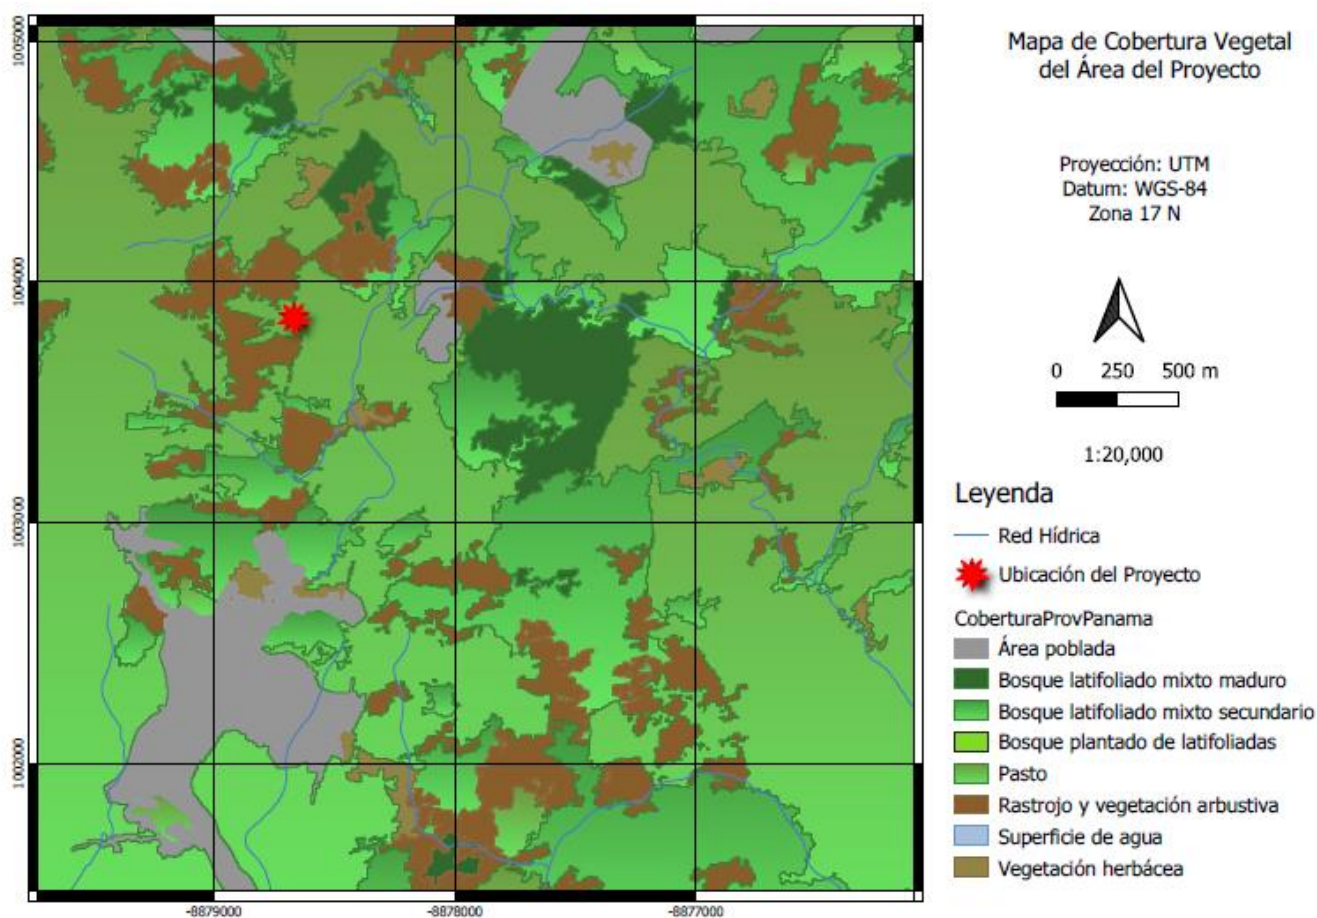 Mapa de Cobertura Vegetal
del Área del Proyecto
Proyección: UTM
Datum: WGS-84
Zona 17 N
0 250 500 m
1:20,000
Leyenda
Red Hídrica
Ubicación del Proyecto
CoberturaProvPanama
Área poblada
Bosque latifoliado mixto maduro
Bosque latifoliado mixto secundario
Bosque plantado de latifoliadas
Pasto
Rastrojo y vegetación arbustiva
Superficie de agua
Vegetación herbácea
1005000
1004000
1003000
1002000
-8879000
-8878000
-8877000